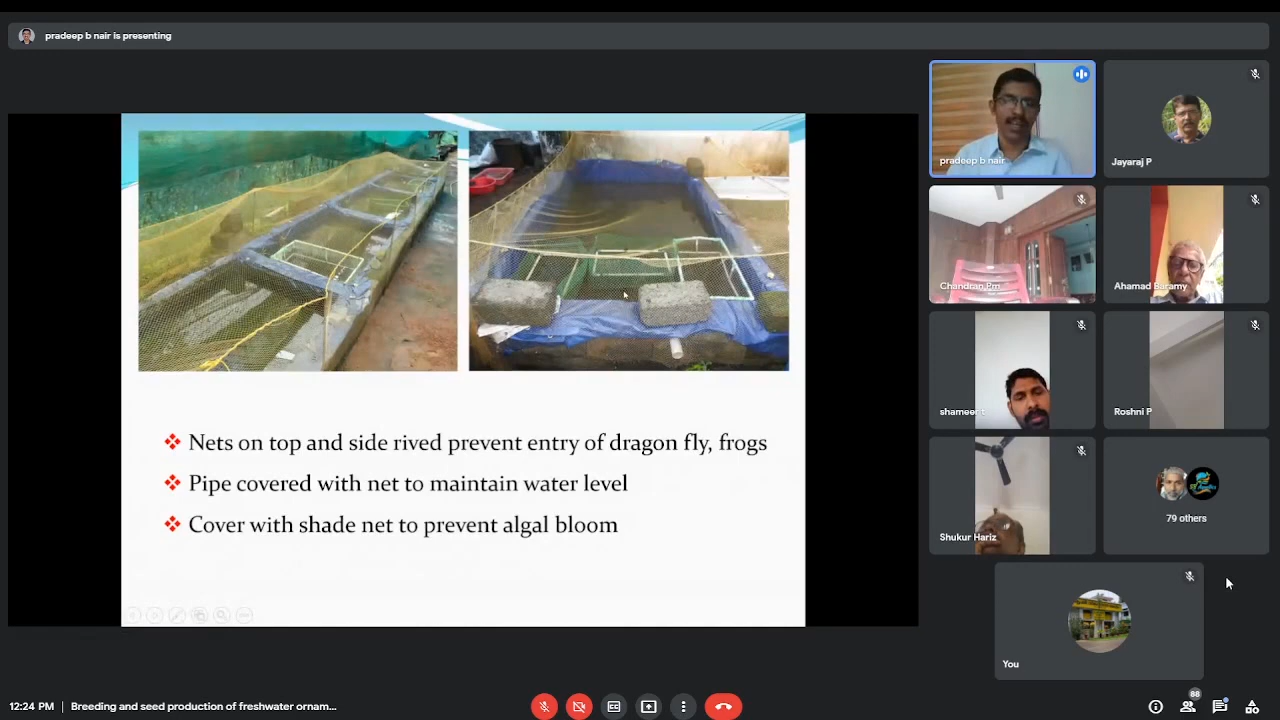 pradeep b nair is presenting
pradeep b nair
Jayaraj P
Chandran Pm
Ahamad Baramy
shameer t
Roshni P
Shukur Hariz
79 others
You
Nets on top and side rived prevent entry of dragon fly, frogs
Pipe covered with net to maintain water level
Cover with shade net to prevent algal bloom
12:24 PM | Breeding and seed production of freshwater ornam...
88